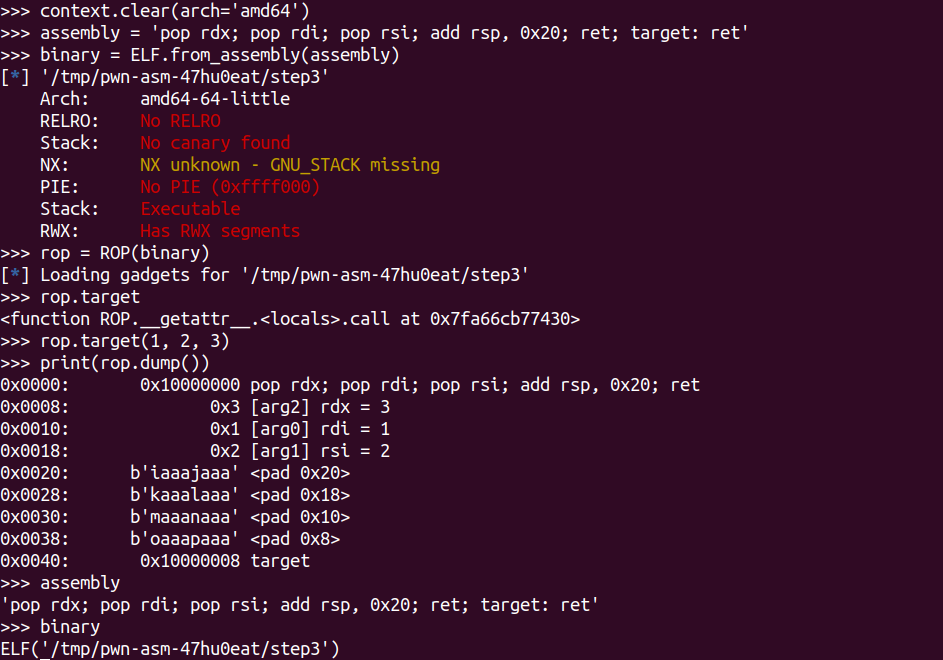 >>> context.clear(arch='amd64')
>>> assembly = 'pop rdx; pop rdi; pop rsi; add rsp, 0x20; ret; target: ret'
>>> binary = ELF.from_assembly(assembly)
[*] '/tmp/pwn-asm-47hu0eat/step3'
    Arch:     amd64-64-little
    RELRO:    No RELRO
    Stack:    No canary found
    NX:       NX unknown - GNU_STACK missing
    PIE:      No PIE (0xffff000)
    Stack:    Executable
    RWX:      Has RWX segments
>>> rop = ROP(binary)
[*] Loading gadgets for '/tmp/pwn-asm-47hu0eat/step3'
>>> rop.target
<function ROP.__getattr__.<locals>.call at 0x7fa66cb77430>
>>> rop.target(1, 2, 3)
>>> print(rop.dump())
0x0000:       0x10000000 pop rdx; pop rdi; pop rsi; add rsp, 0x20; ret
0x0008:              0x3 [arg2] rdx = 3
0x0010:              0x1 [arg0] rdi = 1
0x0018:              0x2 [arg1] rsi = 2
0x0020:      b'iaaajaaa' <pad 0x20>
0x0028:      b'kaaalaaa' <pad 0x18>
0x0030:      b'maaanaaa' <pad 0x10>
0x0038:      b'oaaapaaa' <pad 0x8>
0x0040:       0x10000008 target
>>> assembly
'pop rdx; pop rdi; pop rsi; add rsp, 0x20; ret; target: ret'
>>> binary
ELF('/tmp/pwn-asm-47hu0eat/step3')